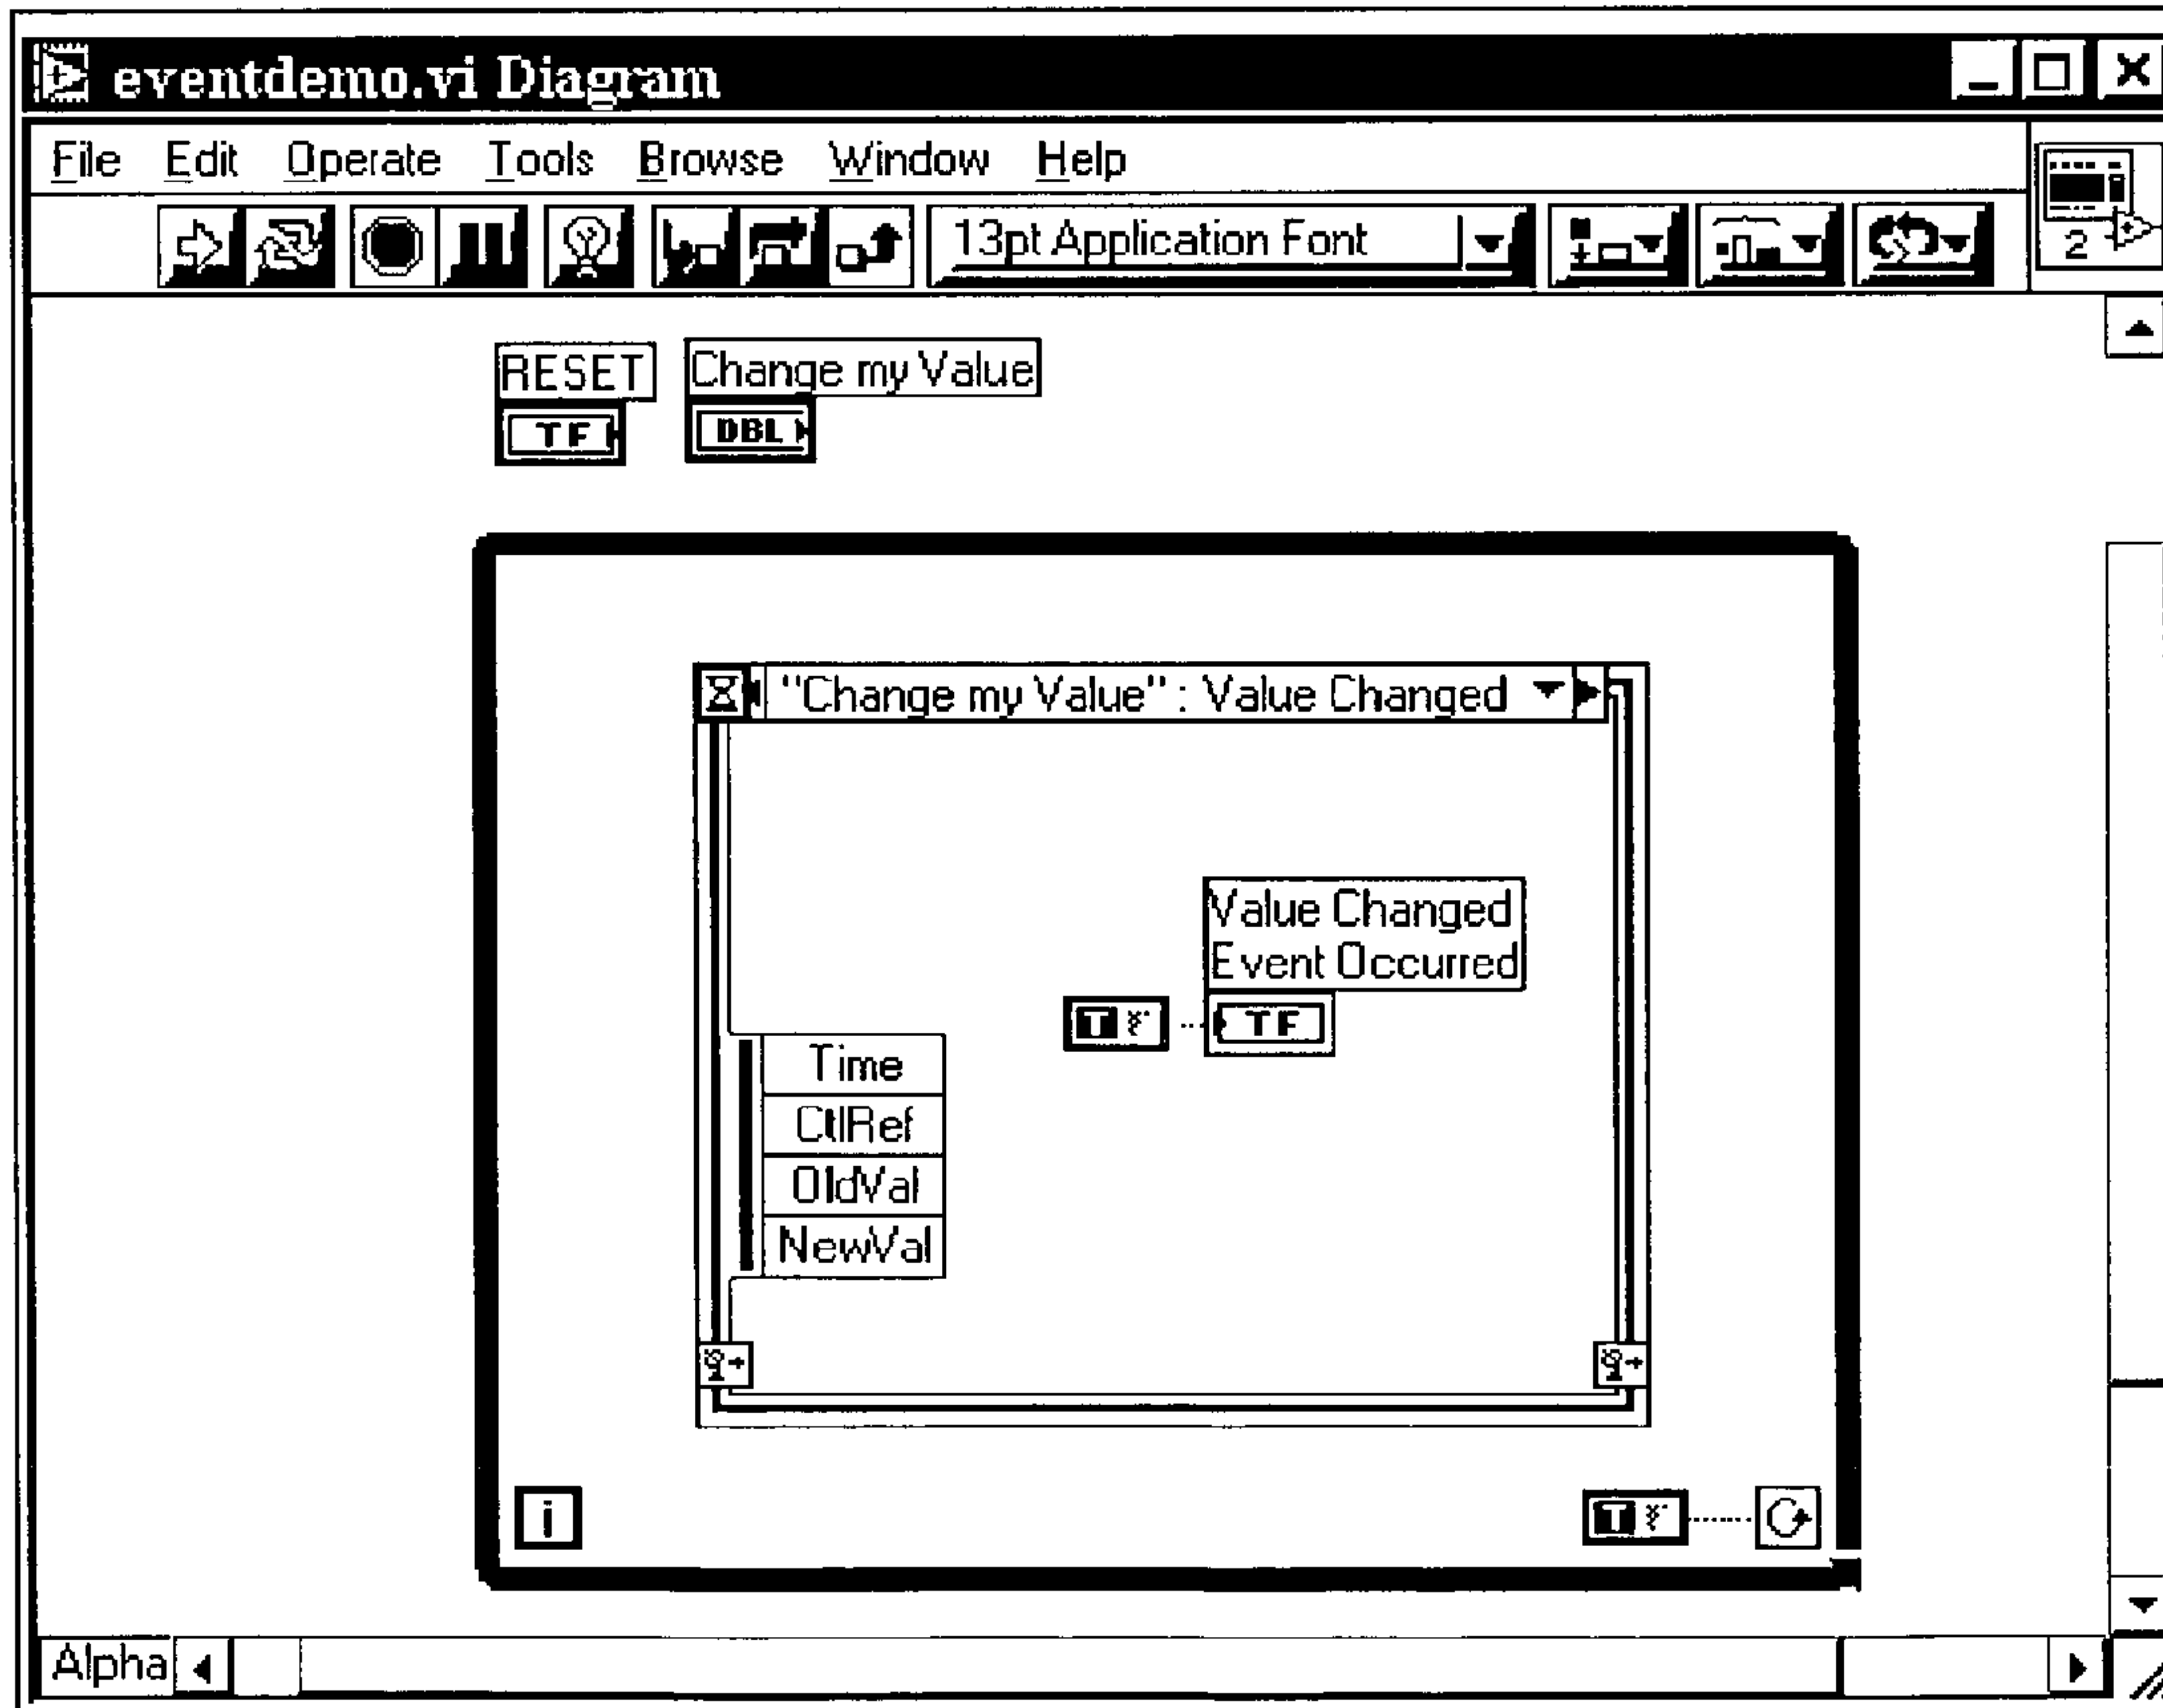 eventdemo.vi Diagram
File Edit Operate Tools Browse Window Help
13pt Application Font
2
RESET
Change my Value
TF
DBL
"Change my Value" : Value Changed
Value Changed
Event Occurred
T
TF
Time
CtlRef
OldVal
NewVal
i
T
Alpha